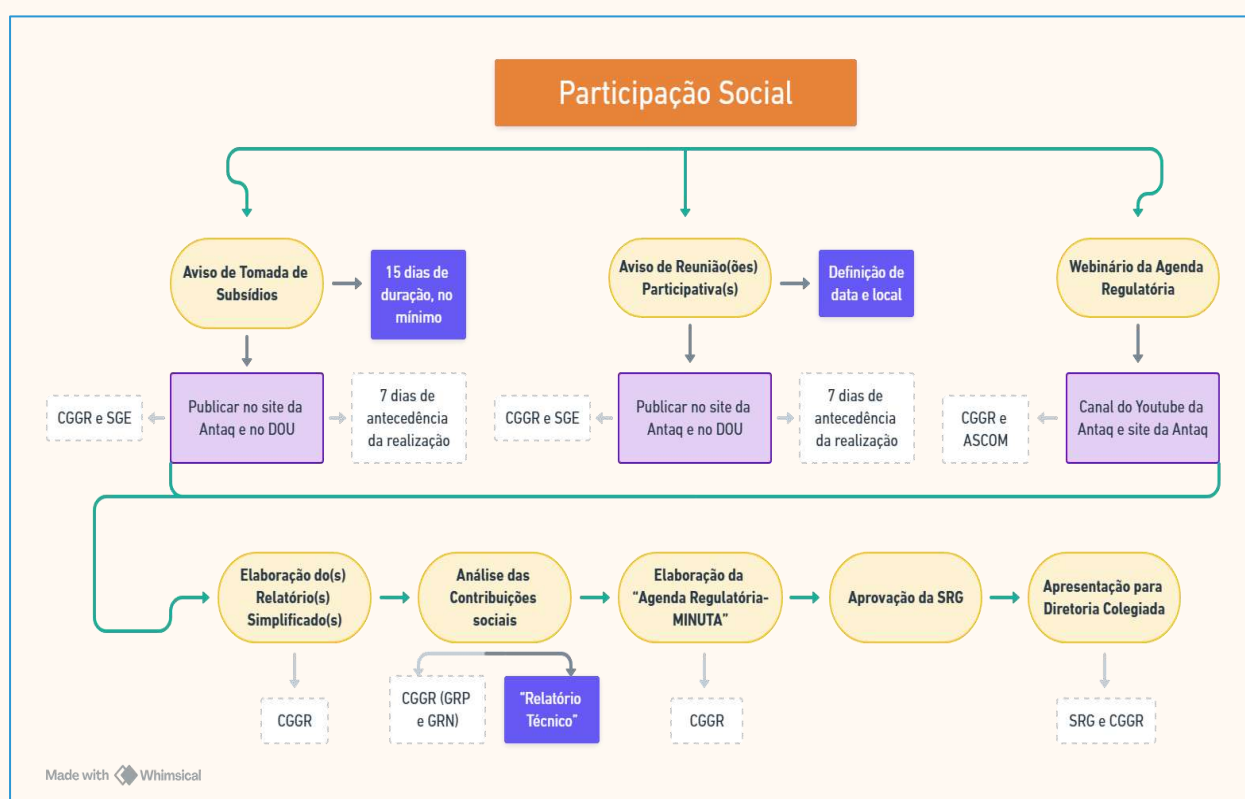 Participação Social
Aviso de Tomada de
Subsídios
15 dias de
duração, no
mínimo
Aviso de Reunião(ões)
Participativa(s)
Definição de
data e local
Webinário da Agenda
Regulatória
CGGR e SGE
Publicar no site da
Antaq e no DOU
7 dias de
antecedência
da realização
CGGR e SGE
Publicar no site da
Antaq e no DOU
7 dias de
antecedência
da realização
CGGR e
ASCOM
Canal do Youtube da
Antaq e site da Antaq
Elaboração do(s)
Relatório(s)
Simplificado(s)
Análise das
Contribuições
sociais
Elaboração da
“Agenda Regulatória-
MINUTA”
Aprovação da SRG
Apresentação para
Diretoria Colegiada
CGGR
CGGR (GRP
e GRN)
"Relatório
Técnico"
CGGR
SRG e CGGR
Made with Whimsical